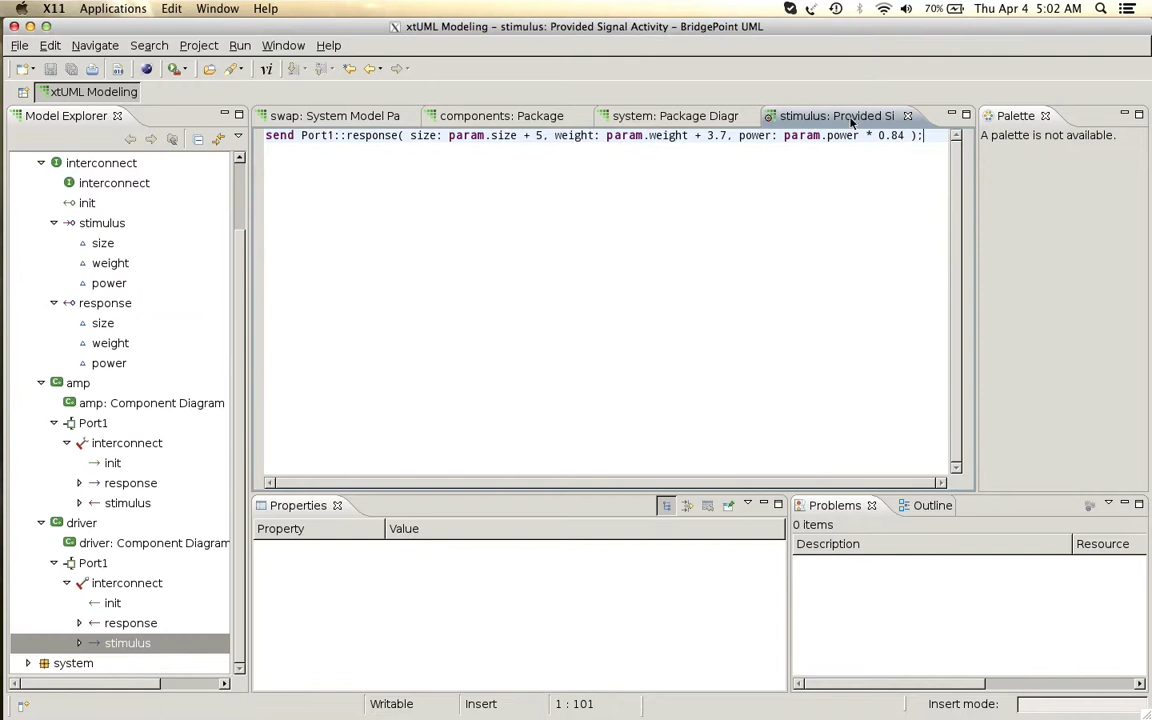 X11 Applications Edit Window Help 70% Thu Apr 4 5:02 AM
xtUML Modeling – stimulus: Provided Signal Activity – BridgePoint UML
File Edit Navigate Search Project Run Window Help
vi
xtUML Modeling
Model Explorer
swap: System Model Pa
components: Package
system: Package Diagr
stimulus: Provided Si
Palette
send Port1::response( size: param.size + 5, weight: param.weight + 3.7, power: param.power * 0.84 );
A palette is not available.
interconnect
interconnect
init
stimulus
size
weight
power
response
size
weight
power
amp
amp: Component Diagram
Port1
interconnect
init
response
stimulus
driver
driver: Component Diagram
Port1
interconnect
init
response
stimulus
system
Properties
Property Value
Problems Outline
0 items
Description Resource
Writable Insert 1 : 101 Insert mode: